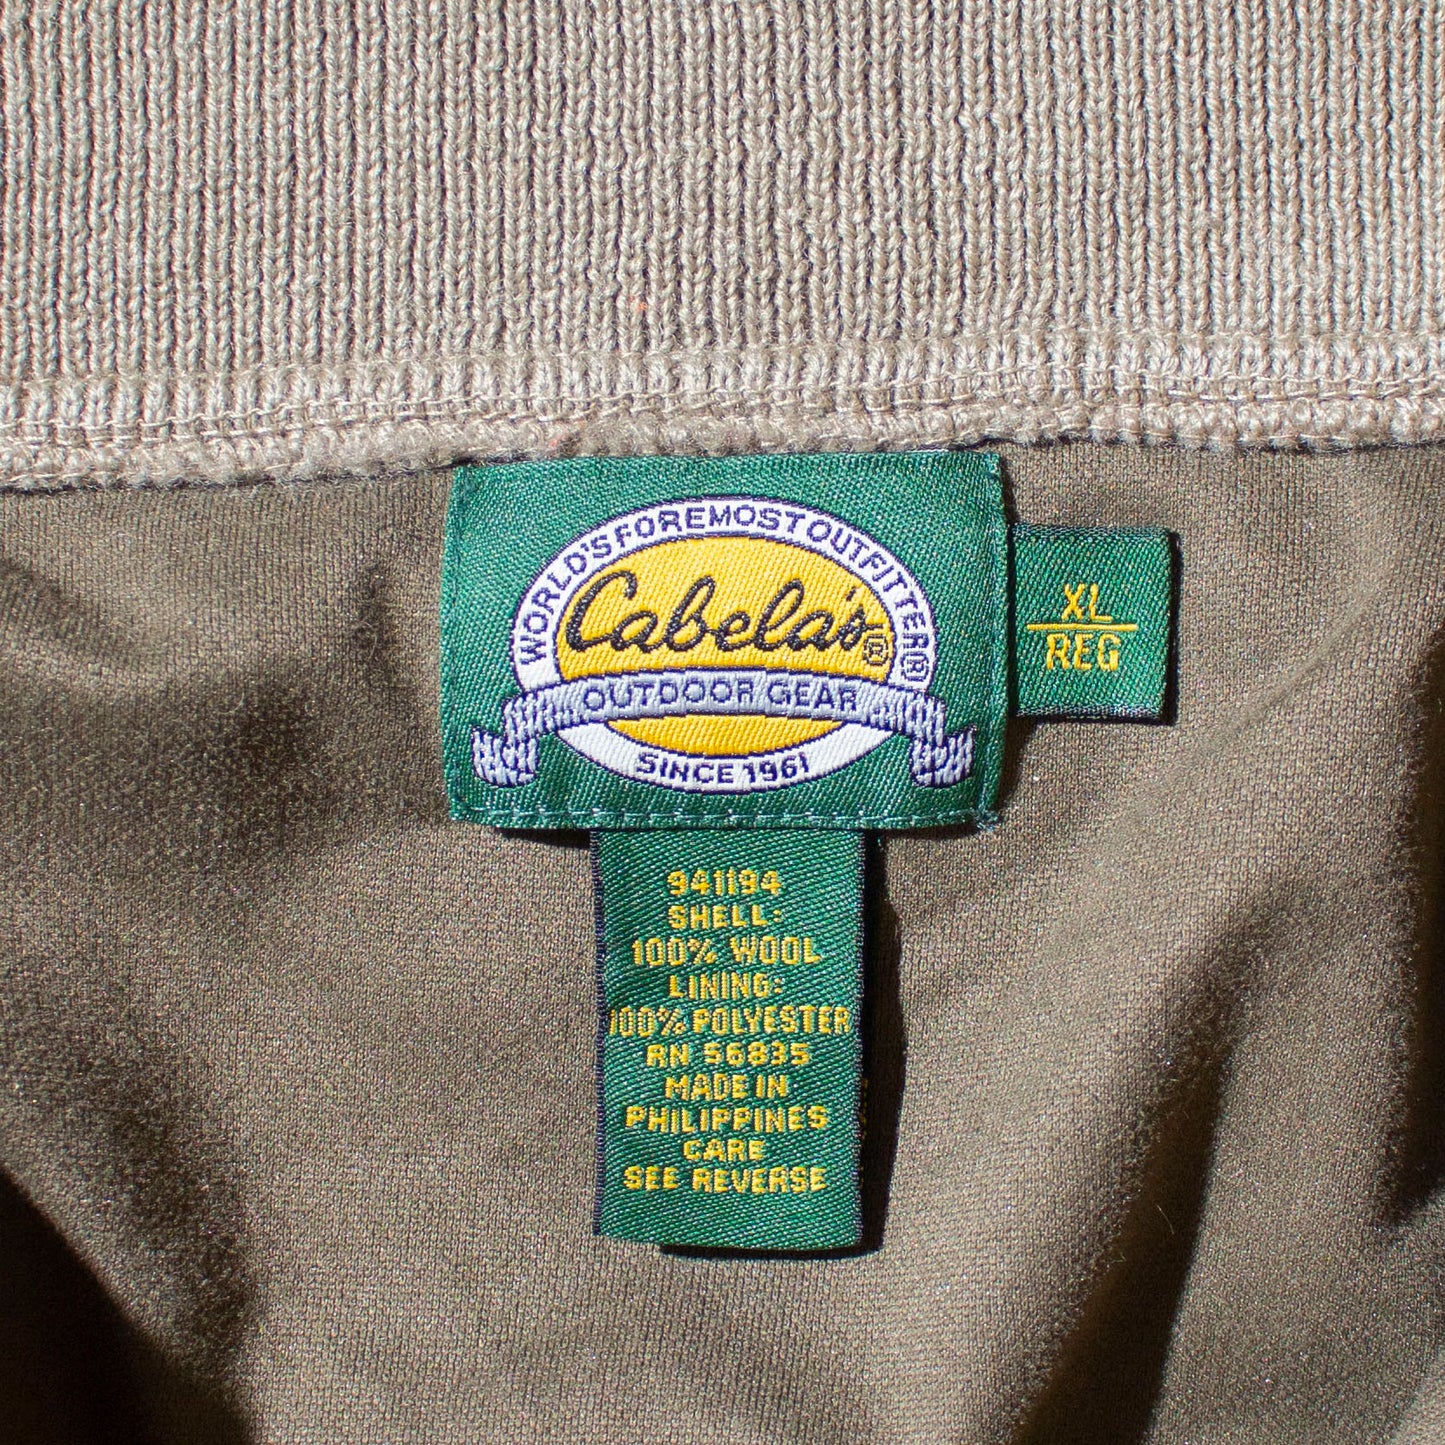 WORLD'S FOREMOST OUTFITTER®
Cabela's®
OUTDOOR GEAR
SINCE 1961
XL
REG
941194
SHELL:
100% WOOL
LINING:
100% POLYESTER
RN 56835
MADE IN
PHILIPPINES
CARE
SEE REVERSE